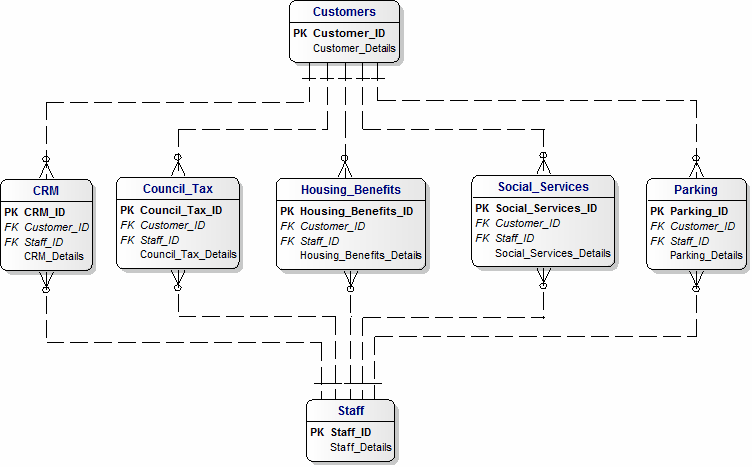 Customers
PK Customer_ID
Customer_Details
CRM
PK CRM_ID
FK Customer_ID
FK Staff_ID
CRM_Details
Council_Tax
PK Council_Tax_ID
FK Customer_ID
FK Staff_ID
Council_Tax_Details
Housing_Benefits
PK Housing_Benefits_ID
FK Customer_ID
FK Staff_ID
Housing_Benefits_Details
Social_Services
PK Social_Services_ID
FK Customer_ID
FK Staff_ID
Social_Services_Details
Parking
PK Parking_ID
FK Customer_ID
FK Staff_ID
Parking_Details
Staff
PK Staff_ID
Staff_Details